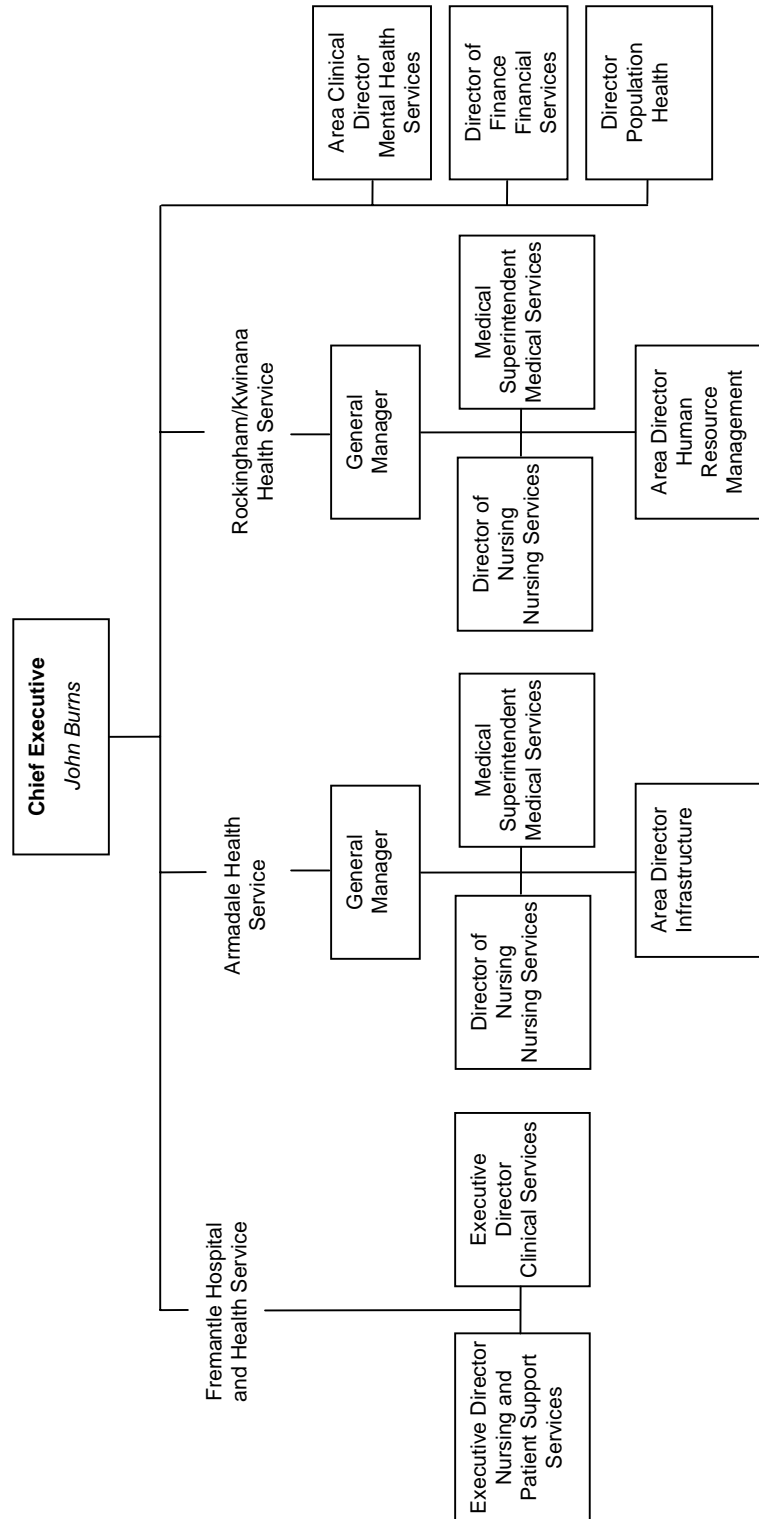 Chief Executive
John Burns
Fremantle Hospital
and Health Service
Executive Director
Nursing and
Patient Support
Services
Executive
Director
Clinical Services
Armadale Health
Service
General
Manager
Director of
Nursing
Nursing Services
Medical
Superintendent
Medical Services
Area Director
Infrastructure
Rockingham/Kwinana
Health Service
General
Manager
Director of
Nursing
Nursing Services
Medical
Superintendent
Medical Services
Area Director
Human
Resource
Management
Area Clinical
Director
Mental Health
Services
Director of
Finance
Financial
Services
Director
Population
Health